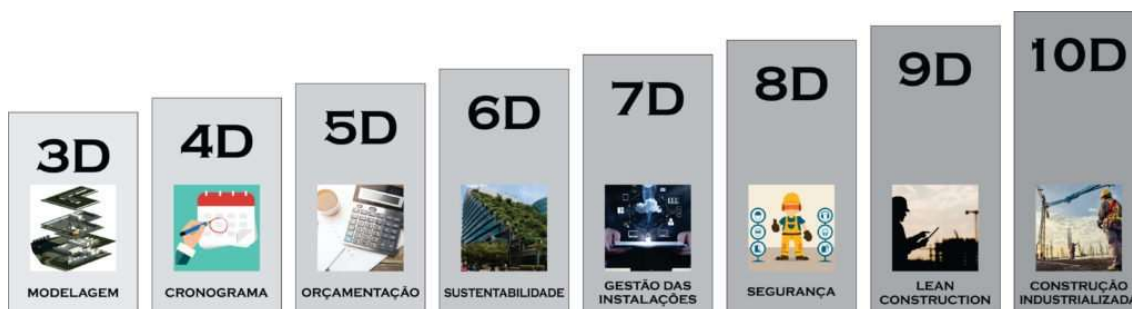 3D
MODELAGEM
4D
CRONOGRAMA
5D
ORÇAMENTAÇÃO
6D
SUSTENTABILIDADE
7D
GESTÃO DAS
INSTALAÇÕES
8D
SEGURANÇA
9D
LEAN
CONSTRUCTION
10D
CONSTRUÇÃO
INDUSTRIALIZADA